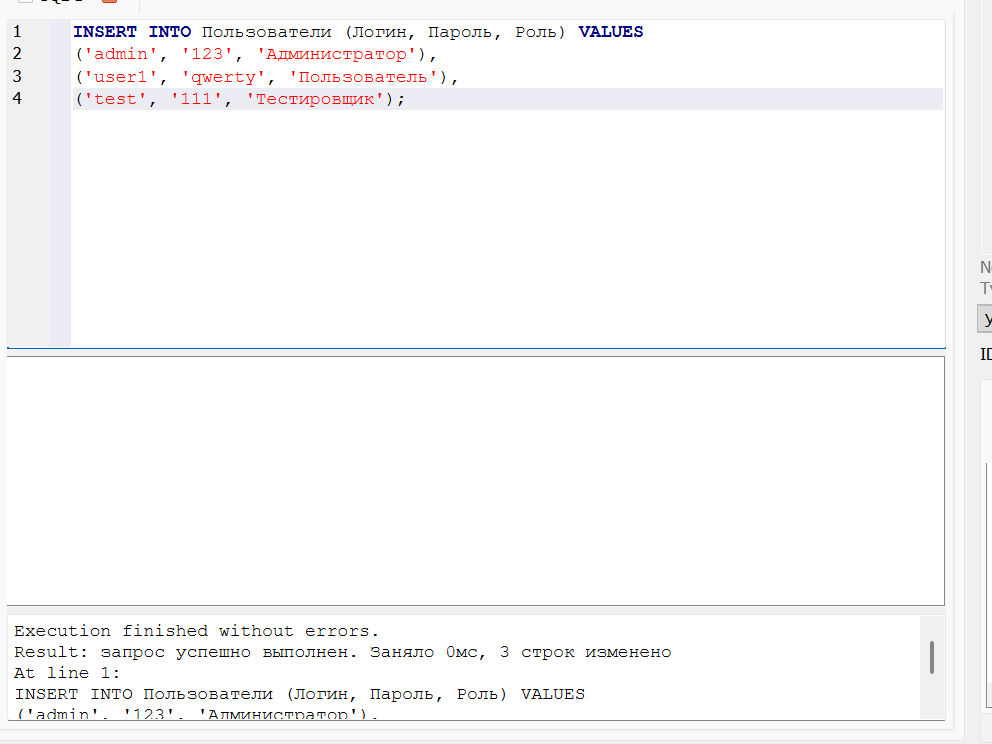 1 INSERT INTO Пользователи (Логин, Пароль, Роль) VALUES
2 ('admin', '123', 'Администратор'),
3 ('user1', 'qwerty', 'Пользователь'),
4 ('test', '111', 'Тестировщик');
Execution finished without errors.
Result: запрос успешно выполнен. Заняло 0мс, 3 строк изменено
At line 1:
INSERT INTO Пользователи (Логин, Пароль, Роль) VALUES
('admin', '123', 'Администратор'),